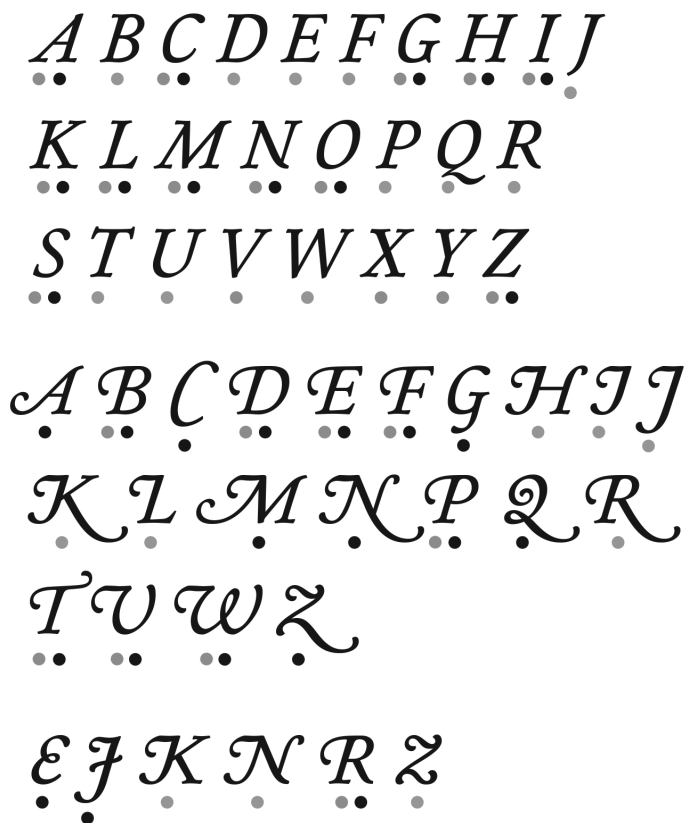 A B C D E F G H I J
K L M N O P Q R
S T U V W X Y Z
A B C D E F G H I J
K L M N P Q R
T U W Z
E J K N R Z